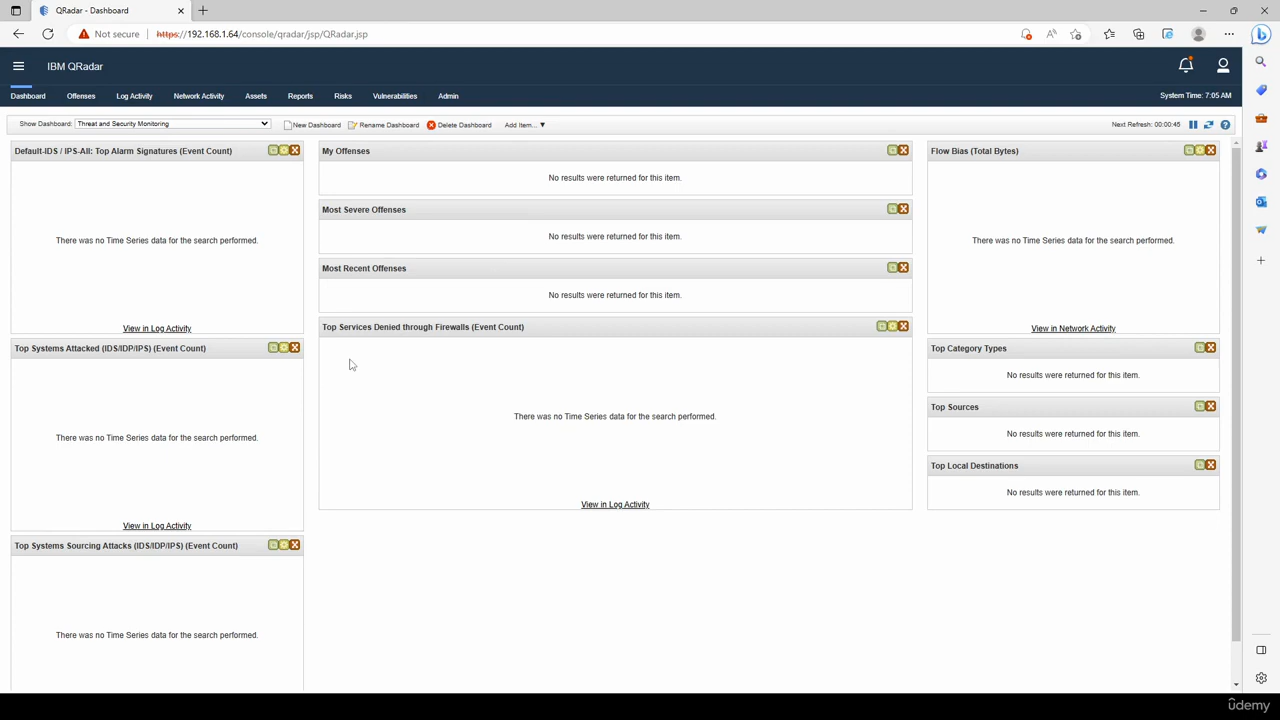 QRadar - Dashboard
Not secure https://192.168.1.64/console/qradar/jsp/QRadar.jsp
IBM QRadar
Dashboard Offenses Log Activity Network Activity Assets Reports Risks Vulnerabilities Admin System Time: 7:05 AM
Show Dashboard: Threat and Security Monitoring New Dashboard Rename Dashboard Delete Dashboard Add Item... Next Refresh: 00:00:45
Default-IDS / IPS-All: Top Alarm Signatures (Event Count)
There was no Time Series data for the search performed.
View in Log Activity
Top Systems Attacked (IDS/IDP/IPS) (Event Count)
There was no Time Series data for the search performed.
View in Log Activity
Top Systems Sourcing Attacks (IDS/IDP/IPS) (Event Count)
There was no Time Series data for the search performed.
My Offenses
No results were returned for this item.
Most Severe Offenses
No results were returned for this item.
Most Recent Offenses
No results were returned for this item.
Top Services Denied through Firewalls (Event Count)
There was no Time Series data for the search performed.
View in Log Activity
Flow Bias (Total Bytes)
There was no Time Series data for the search performed.
View in Network Activity
Top Category Types
No results were returned for this item.
Top Sources
No results were returned for this item.
Top Local Destinations
No results were returned for this item.
ûdemy